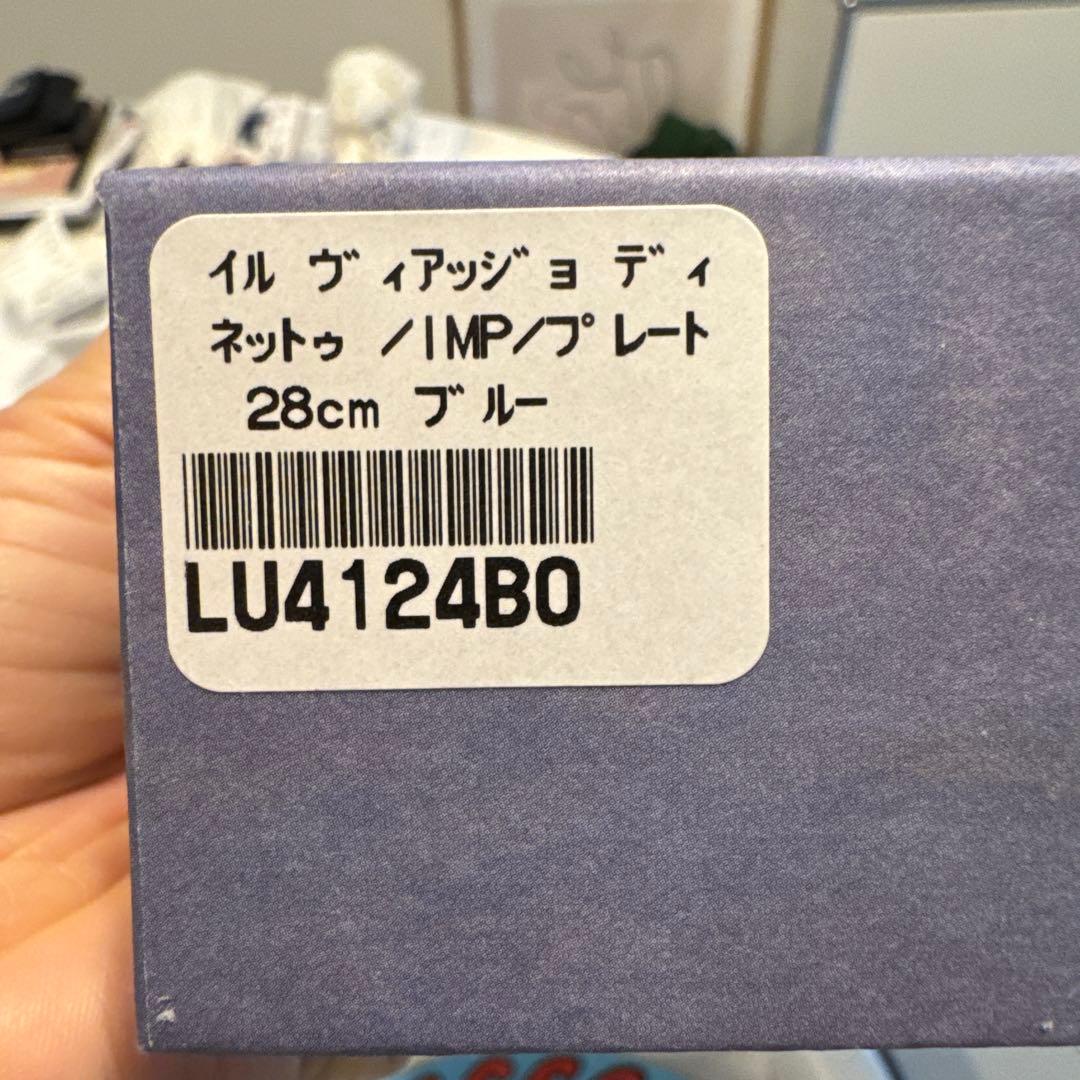 イル ヴィアッジョ ディ
ネットゥ /IMP/プレート
28cm ブルー
LU4124B0